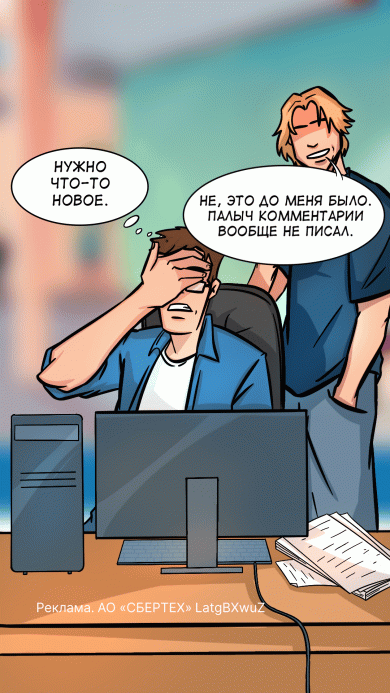 НУЖНО
ЧТО-ТО
НОВОЕ.
НЕ, ЭТО ДО МЕНЯ БЫЛО.
ПАЛЫЧ КОММЕНТАРИИ
ВООБЩЕ НЕ ПИСАЛ.
Реклама. АО «СБЕРТЕХ» LatgBXwuZ